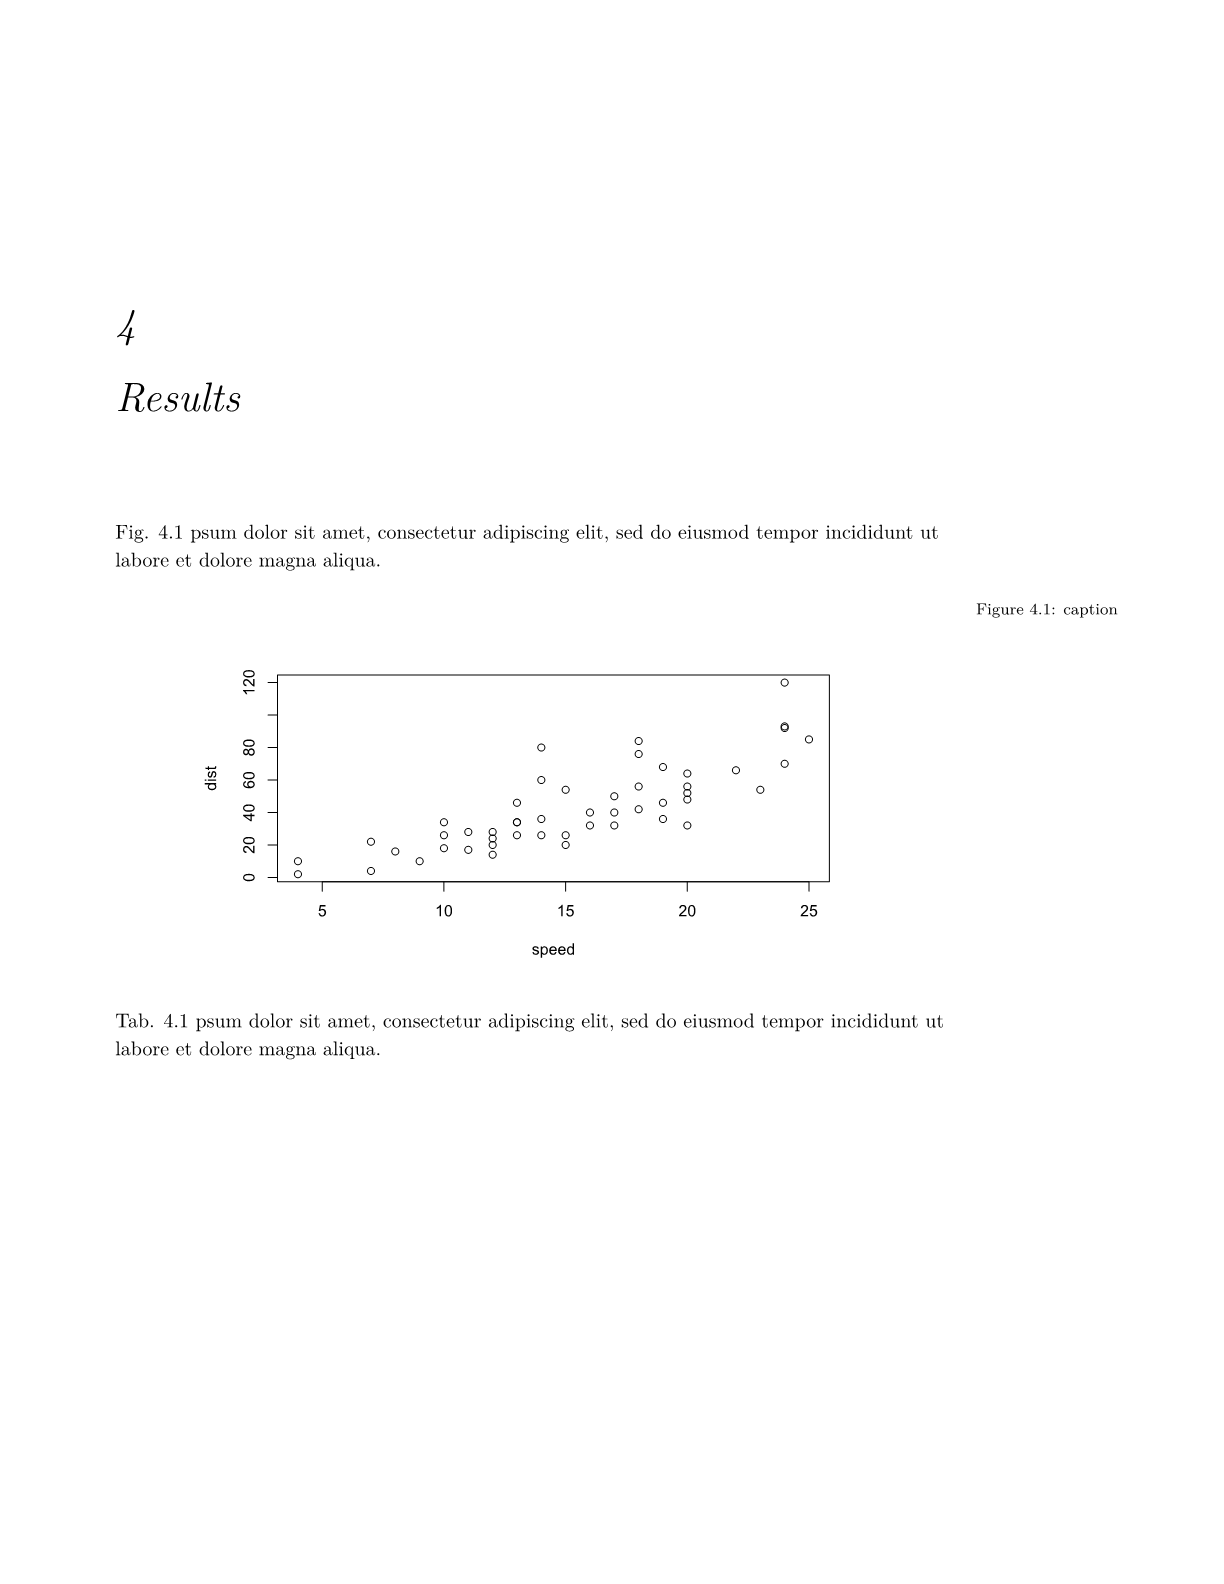 4
Results
Fig. 4.1 psum dolor sit amet, consectetur adipiscing elit, sed do eiusmod tempor incididunt ut
labore et dolore magna aliqua.
Figure 4.1: caption
120
80
60
40
20
0
dist
5 10 15 20 25
speed
Tab. 4.1 psum dolor sit amet, consectetur adipiscing elit, sed do eiusmod tempor incididunt ut
labore et dolore magna aliqua.